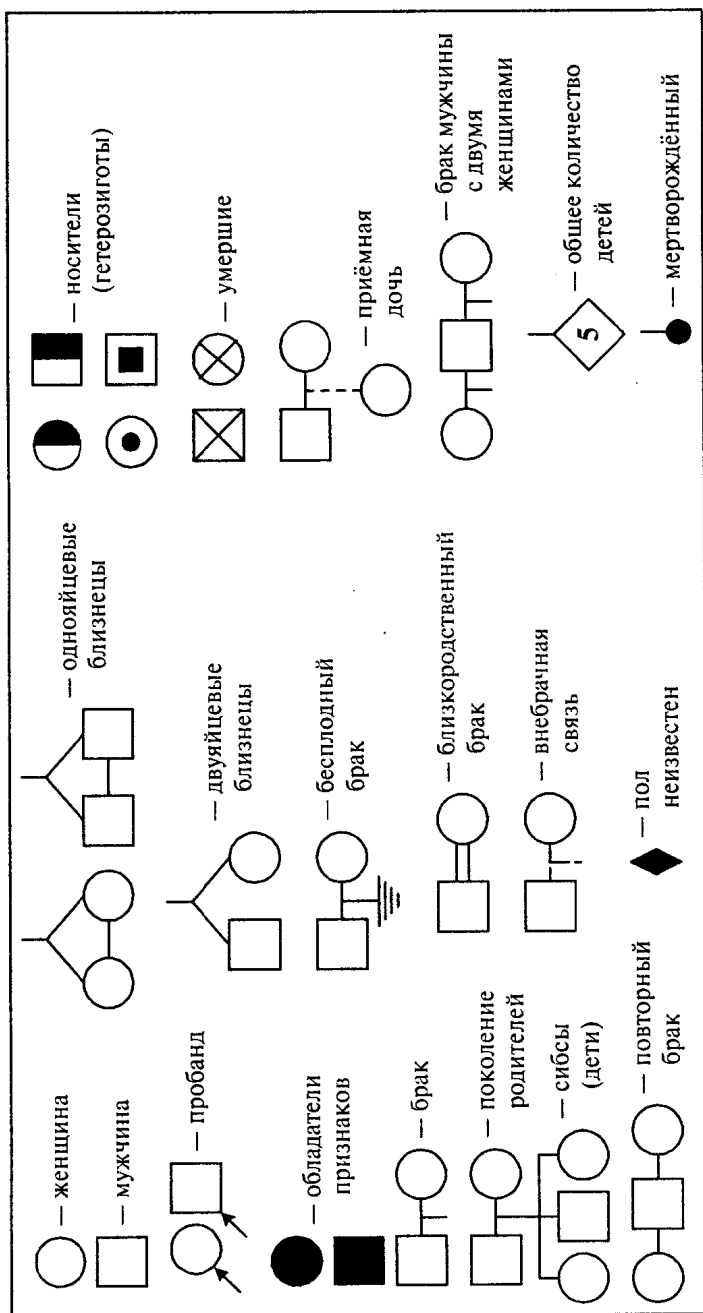 — женщина
— мужчина
— пробанд
— обладатели
признаков
— брак
— поколение
родителей
— сибсы
(дети)
— повторный
брак
— однояйцевые
близнецы
— двуяйцевые
близнецы
— бесплодный
брак
— близкородственный
брак
— внебрачная
связь
— пол
неизвестен
— носители
(гетерозиготы)
— умершие
— приёмная
дочь
— брак мужчины
с двумя
женщинами
5
— общее количество
детей
— мертворождённый